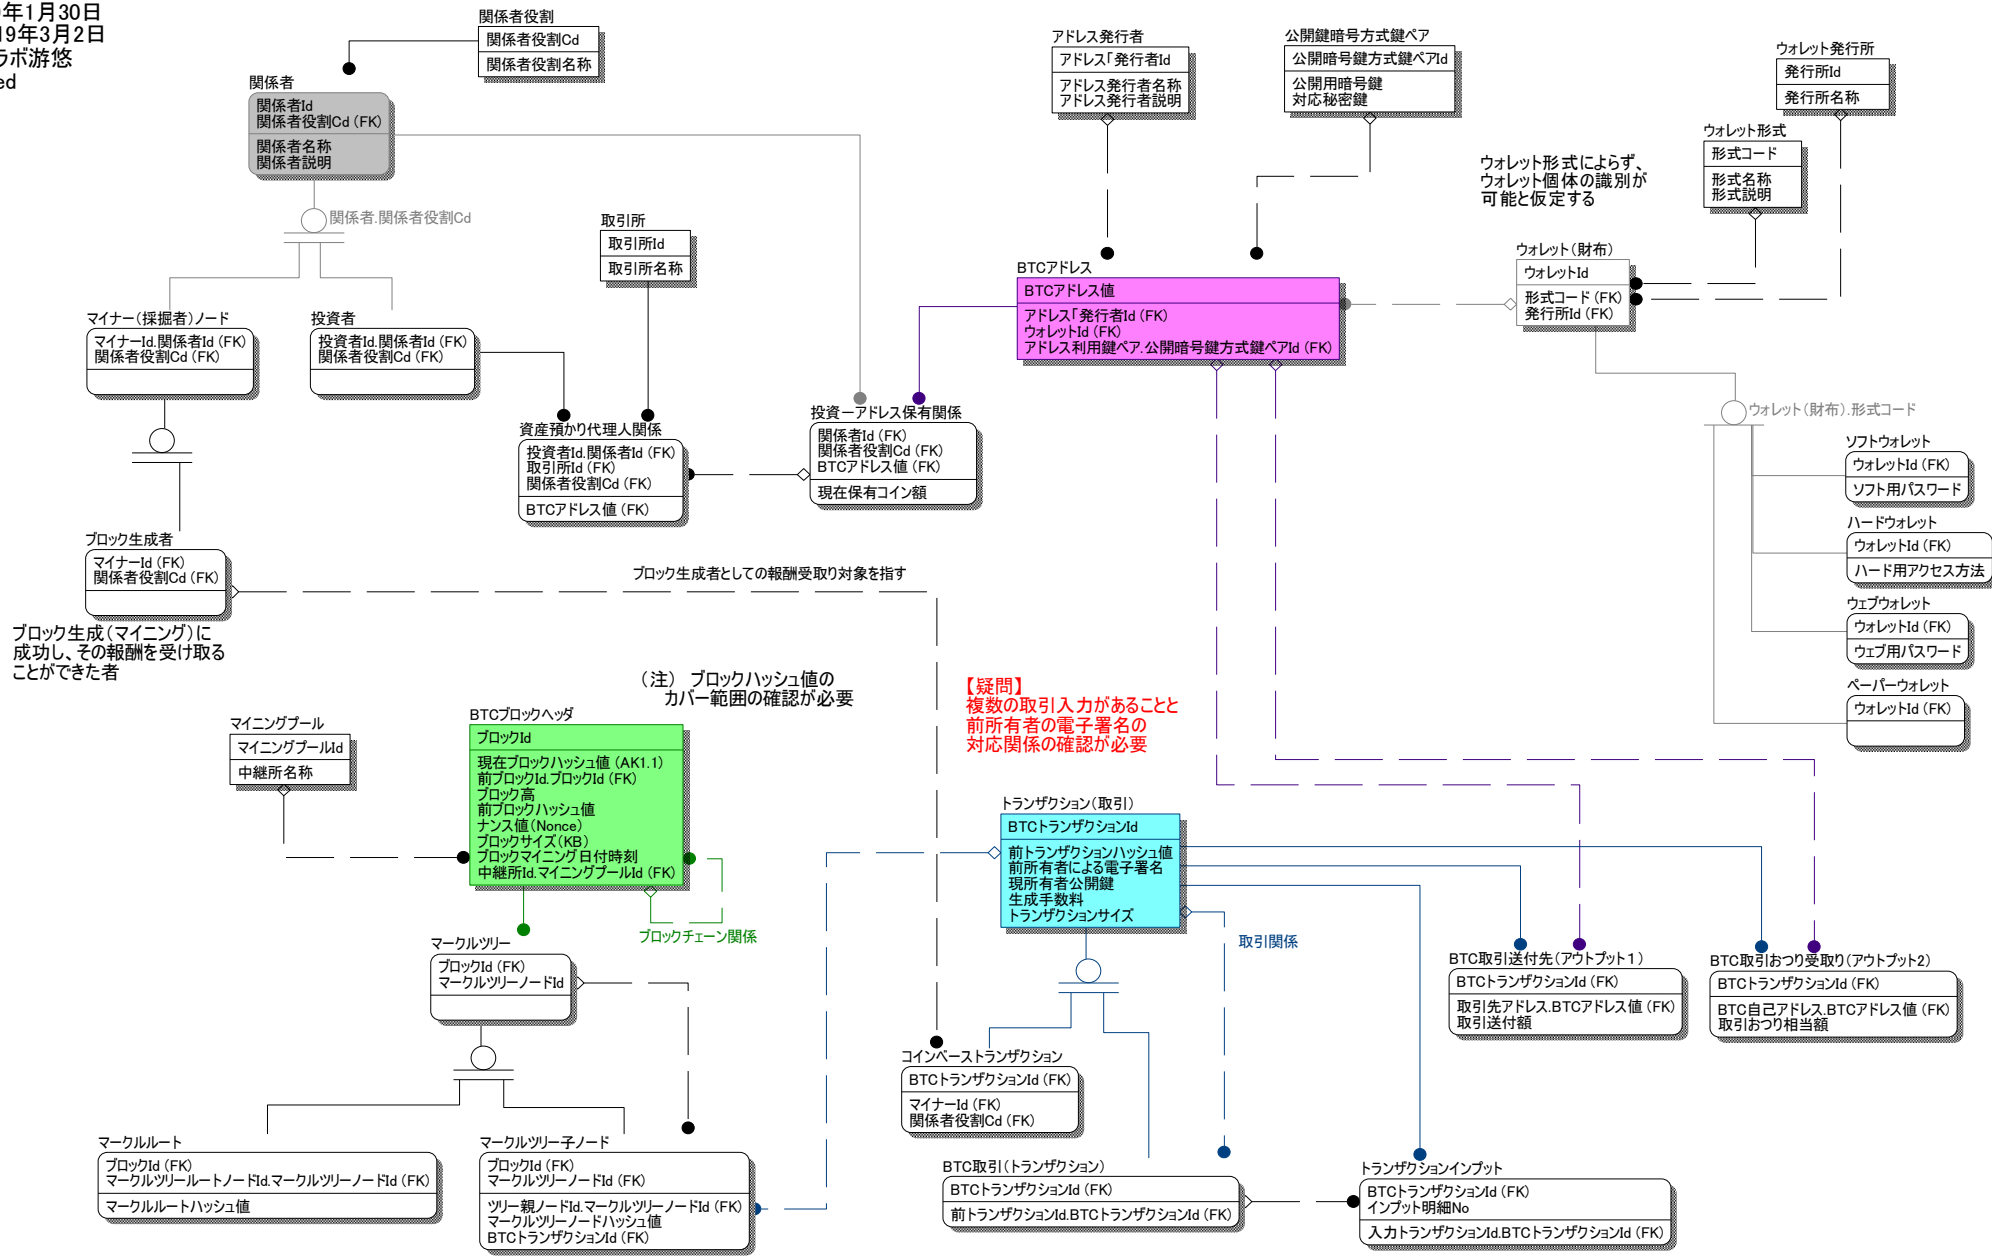 年1月30日
19年3月2日
ラボ游悠
ed
関係者役割
関係者役割Cd
関係者役割名称
関係者
関係者Id
関係者役割Cd (FK)
関係者名称
関係者説明
関係者.関係者役割Cd
マイナー(採掘者)ノード
マイナーId.関係者Id (FK)
関係者役割Cd (FK)
投資者
投資者Id.関係者Id (FK)
関係者役割Cd (FK)
取引所
取引所Id
取引所名称
資産預かり代理人関係
投資者Id.関係者Id (FK)
取引所Id (FK)
関係者役割Cd (FK)
BTCアドレス値 (FK)
投資ーアドレス保有関係
関係者Id (FK)
関係者役割Cd (FK)
BTCアドレス値 (FK)
現在保有コイン額
アドレス発行者
アドレス「発行者Id
アドレス発行者名称
アドレス発行者説明
公開鍵暗号方式鍵ペア
公開暗号鍵方式鍵ペアId
公開用暗号鍵
対応秘密鍵
ウォレット発行所
発行所Id
発行所名称
ウォレット形式
形式コード
形式名称
形式説明
ウォレット形式によらず、
ウォレット個体の識別が
可能と仮定する
BTCアドレス
BTCアドレス値
アドレス「発行者Id (FK)
ウォレットId (FK)
アドレス利用鍵ペア.公開暗号鍵方式鍵ペアId (FK)
ウォレット(財布)
ウォレットId
形式コード (FK)
発行所Id (FK)
ウォレット(財布).形式コード
ソフトウォレット
ウォレットId (FK)
ソフト用パスワード
ハードウォレット
ウォレットId (FK)
ハード用アクセス方法
ウェブウォレット
ウォレットId (FK)
ウェブ用パスワード
ペーパーウォレット
ウォレットId (FK)
ブロック生成者
マイナーId (FK)
関係者役割Cd (FK)
ブロック生成者としての報酬受取り対象を指す
ブロック生成(マイニング)に
成功し、その報酬を受け取る
ことができた者
(注) ブロックハッシュ値の
カバー範囲の確認が必要
【疑問】
複数の取引入力があることと
前所有者の電子署名の
対応関係の確認が必要
マイニングプール
マイニングプールId
中継所名称
BTCブロックヘッダ
ブロックId
現在ブロックハッシュ値 (AK1.1)
前ブロックId.ブロックId (FK)
ブロック高
前ブロックハッシュ値
ナンス値(Nonce)
ブロックサイズ(KB)
ブロックマイニング日付時刻
中継所Id.マイニングプールId (FK)
ブロックチェーン関係
マークルツリー
ブロックId (FK)
マークルツリーノードId
マークルルート
ブロックId (FK)
マークルツリールートノードId.マークルツリーノードId (FK)
マークルルートハッシュ値
マークルツリー子ノード
ブロックId (FK)
マークルツリーノードId (FK)
ツリー親ノードId.マークルツリーノードId (FK)
マークルツリーノードハッシュ値
BTCトランザクションId (FK)
トランザクション(取引)
BTCトランザクションId
前トランザクションハッシュ値
前所有者による電子署名
現所有者公開鍵
生成手数料
トランザクションサイズ
取引関係
コインベーストランザクション
BTCトランザクションId (FK)
マイナーId (FK)
関係者役割Cd (FK)
BTC取引(トランザクション)
BTCトランザクションId (FK)
前トランザクションId.BTCトランザクションId (FK)
トランザクションインプット
BTCトランザクションId (FK)
インプット明細No
入力トランザクションId.BTCトランザクションId (FK)
BTC取引送付先(アウトプット1)
BTCトランザクションId (FK)
取引先アドレス.BTCアドレス値 (FK)
取引送付額
BTC取引おつり受取り(アウトプット2)
BTCトランザクションId (FK)
BTC自己アドレス.BTCアドレス値 (FK)
取引おつり相当額